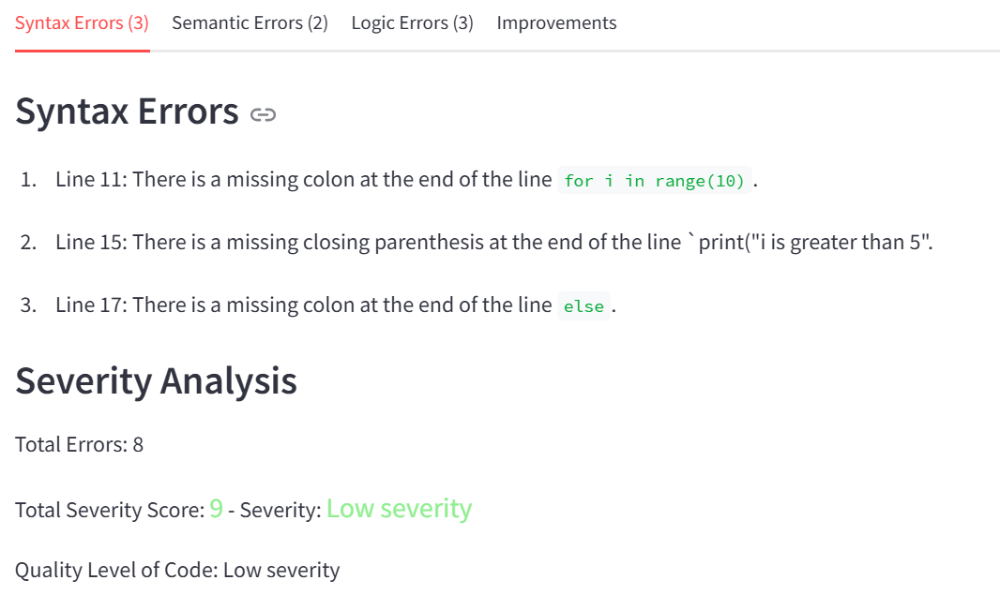 Syntax Errors (3) Semantic Errors (2) Logic Errors (3) Improvements
Syntax Errors
1. Line 11: There is a missing colon at the end of the line for i in range(10) .
2. Line 15: There is a missing closing parenthesis at the end of the line `print("i is greater than 5".
3. Line 17: There is a missing colon at the end of the line else .
Severity Analysis
Total Errors: 8
Total Severity Score: 9 - Severity: Low severity
Quality Level of Code: Low severity